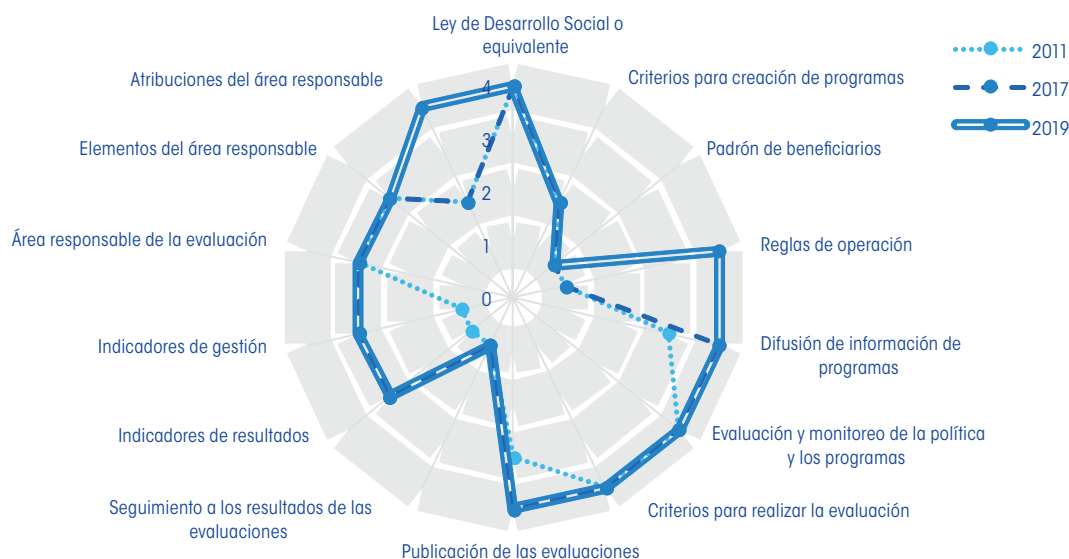 Ley de Desarrollo Social o
equivalente
Criterios para creación de programas
Padrón de beneficiarios
Reglas de operación
Difusión de información de
programas
Evaluación y monitoreo de la política
y los programas
Criterios para realizar la evaluación
Publicación de las evaluaciones
Seguimiento a los resultados de las
evaluaciones
Indicadores de resultados
Indicadores de gestión
Área responsable de la evaluación
Elementos del área responsable
Atribuciones del área responsable
4
3
2
1
0
2011
2017
2019